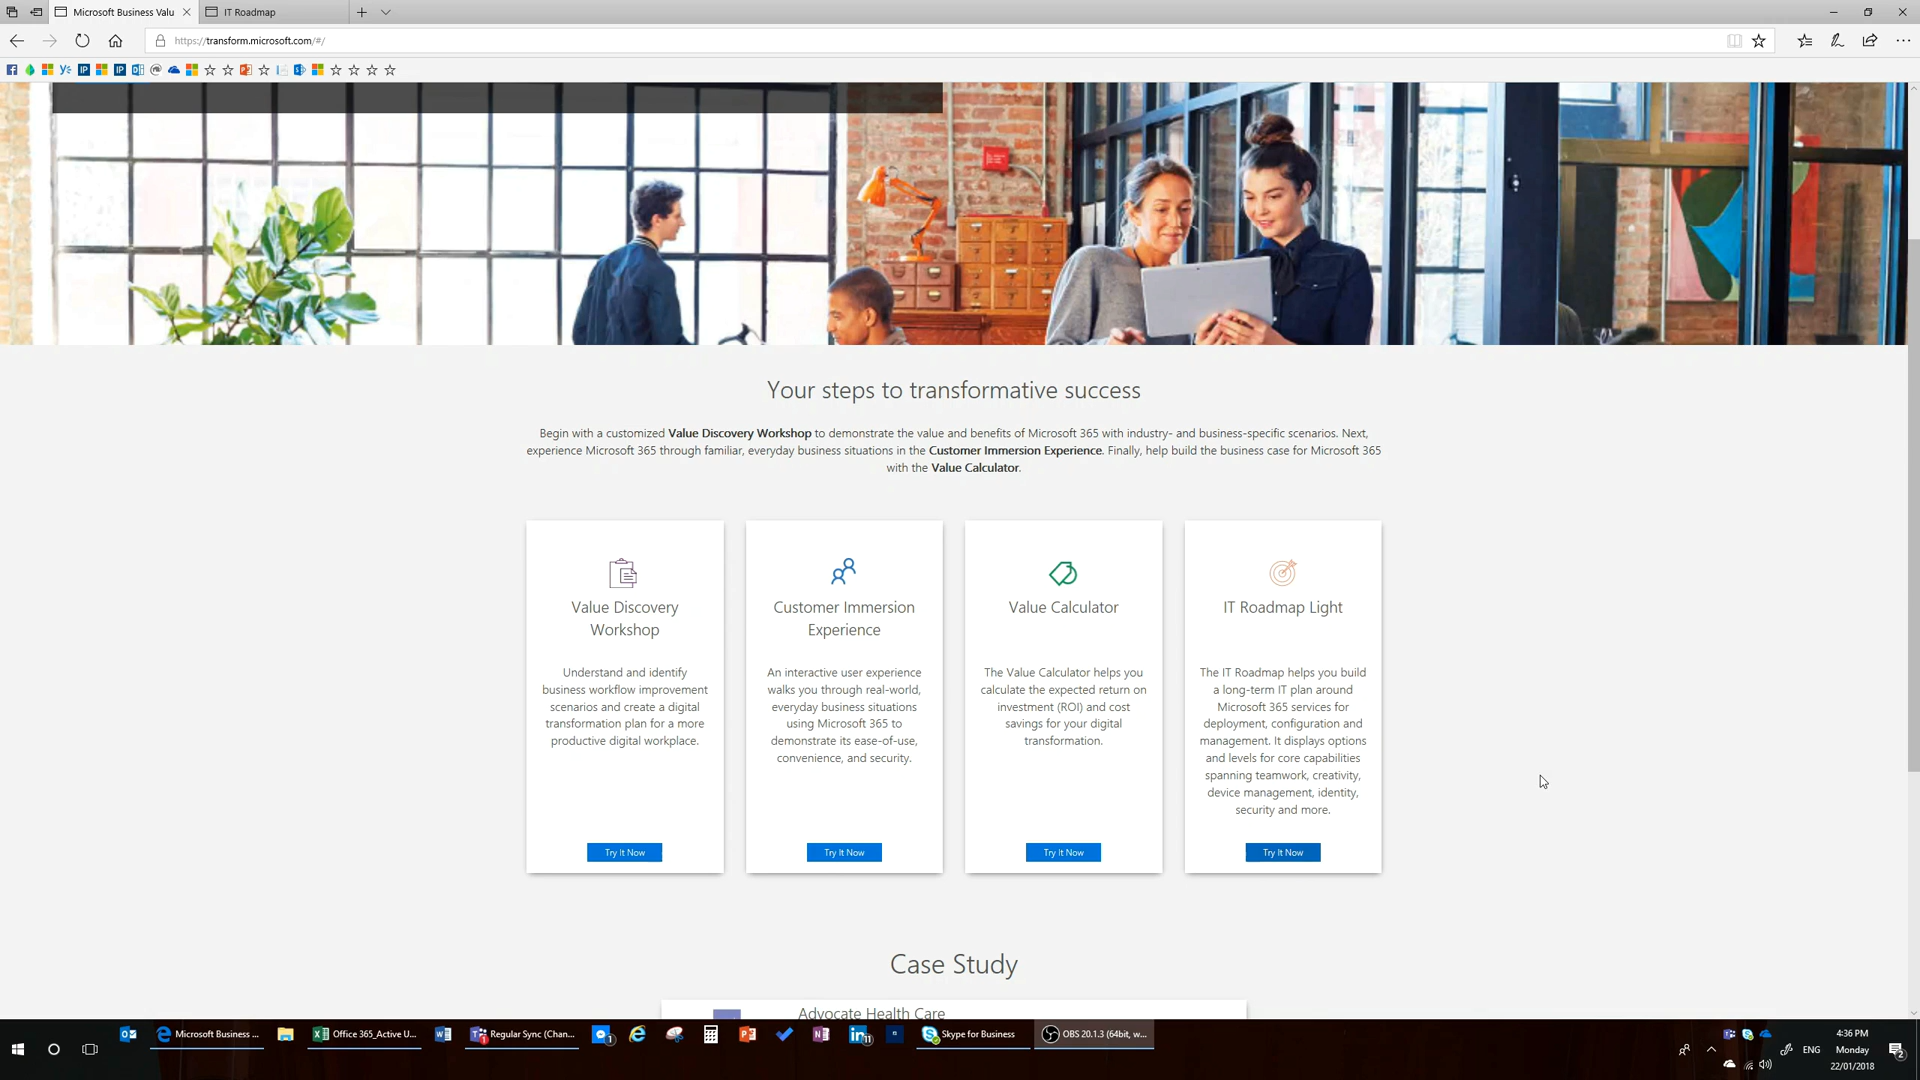 Microsoft Business Valu
IT Roadmap
https://transform.microsoft.com/#/
Your steps to transformative success
Begin with a customized Value Discovery Workshop to demonstrate the value and benefits of Microsoft 365 with industry- and business-specific scenarios. Next,
experience Microsoft 365 through familiar, everyday business situations in the Customer Immersion Experience. Finally, help build the business case for Microsoft 365
with the Value Calculator.
Value Discovery
Workshop
Understand and identify
business workflow improvement
scenarios and create a digital
transformation plan for a more
productive digital workplace.
Try It Now
Customer Immersion
Experience
An interactive user experience
walks you through real-world,
everyday business situations
using Microsoft 365 to
demonstrate its ease-of-use,
convenience, and security.
Try It Now
Value Calculator
The Value Calculator helps you
calculate the expected return on
investment (ROI) and cost
savings for your digital
transformation.
Try It Now
IT Roadmap Light
The IT Roadmap helps you build
a long-term IT plan around
Microsoft 365 services for
deployment, configuration and
management. It displays options
and levels for core capabilities
spanning teamwork, creativity,
device management, identity,
security and more.
Try It Now
Case Study
Advocate Health Care
Microsoft Business ...
Office 365_Active U...
Regular Sync (Chan...
Skype for Business
OBS 20.1.3 (64bit, w...
ENG
4:36 PM
Monday
22/01/2018